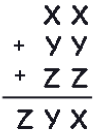 X X
+ Y Y
+ Z Z
Z Y X